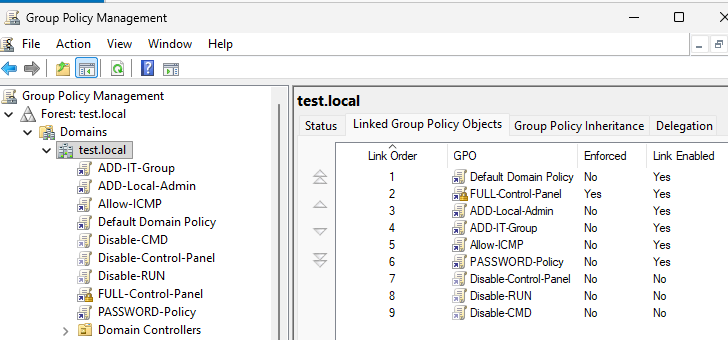 Group Policy Management
File Action View Window Help
Group Policy Management
Forest: test.local
Domains
test.local
ADD-IT-Group
ADD-Local-Admin
Allow-ICMP
Default Domain Policy
Disable-CMD
Disable-Control-Panel
Disable-RUN
FULL-Control-Panel
PASSWORD-Policy
Domain Controllers
test.local
Status Linked Group Policy Objects Group Policy Inheritance Delegation
Link Order GPO Enforced Link Enabled
1 Default Domain Policy No Yes
2 FULL-Control-Panel Yes Yes
3 ADD-Local-Admin No Yes
4 ADD-IT-Group No Yes
5 Allow-ICMP No Yes
6 PASSWORD-Policy No Yes
7 Disable-Control-Panel No No
8 Disable-RUN No No
9 Disable-CMD No No